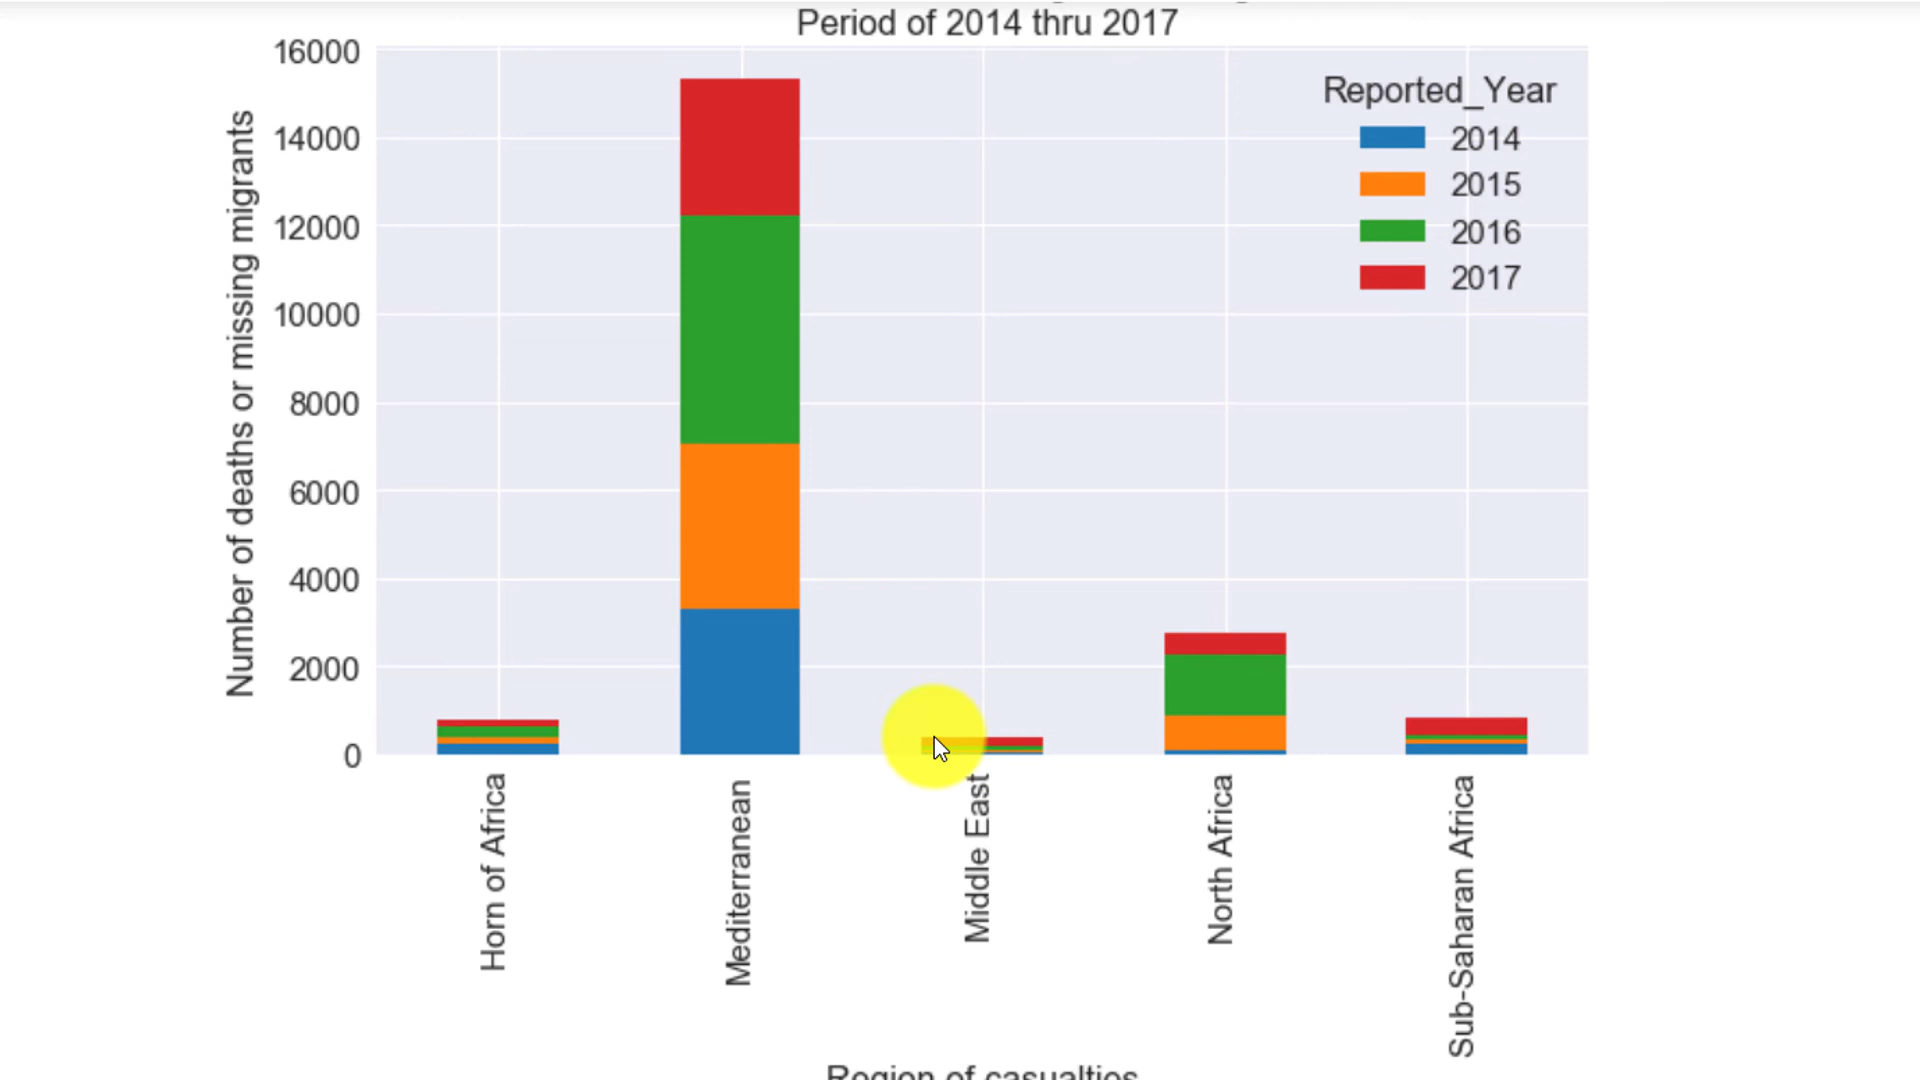 Period of 2014 thru 2017
Number of deaths or missing migrants
16000
14000
12000
10000
8000
6000
4000
2000
0
Reported_Year
2014
2015
2016
2017
Horn of Africa
Mediterranean
Middle East
North Africa
Sub-Saharan Africa
Region of casualties